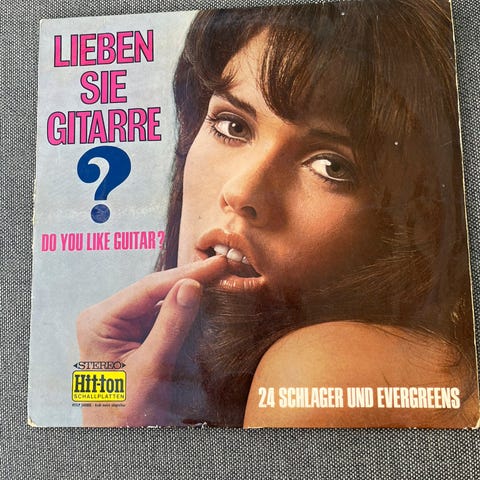 LIEBEN
SIE
GITARRE
?
DO YOU LIKE GUITAR?
STEREO
Hit-ton
SCHALLPLATTEN
24 SCHLAGER UND EVERGREENS